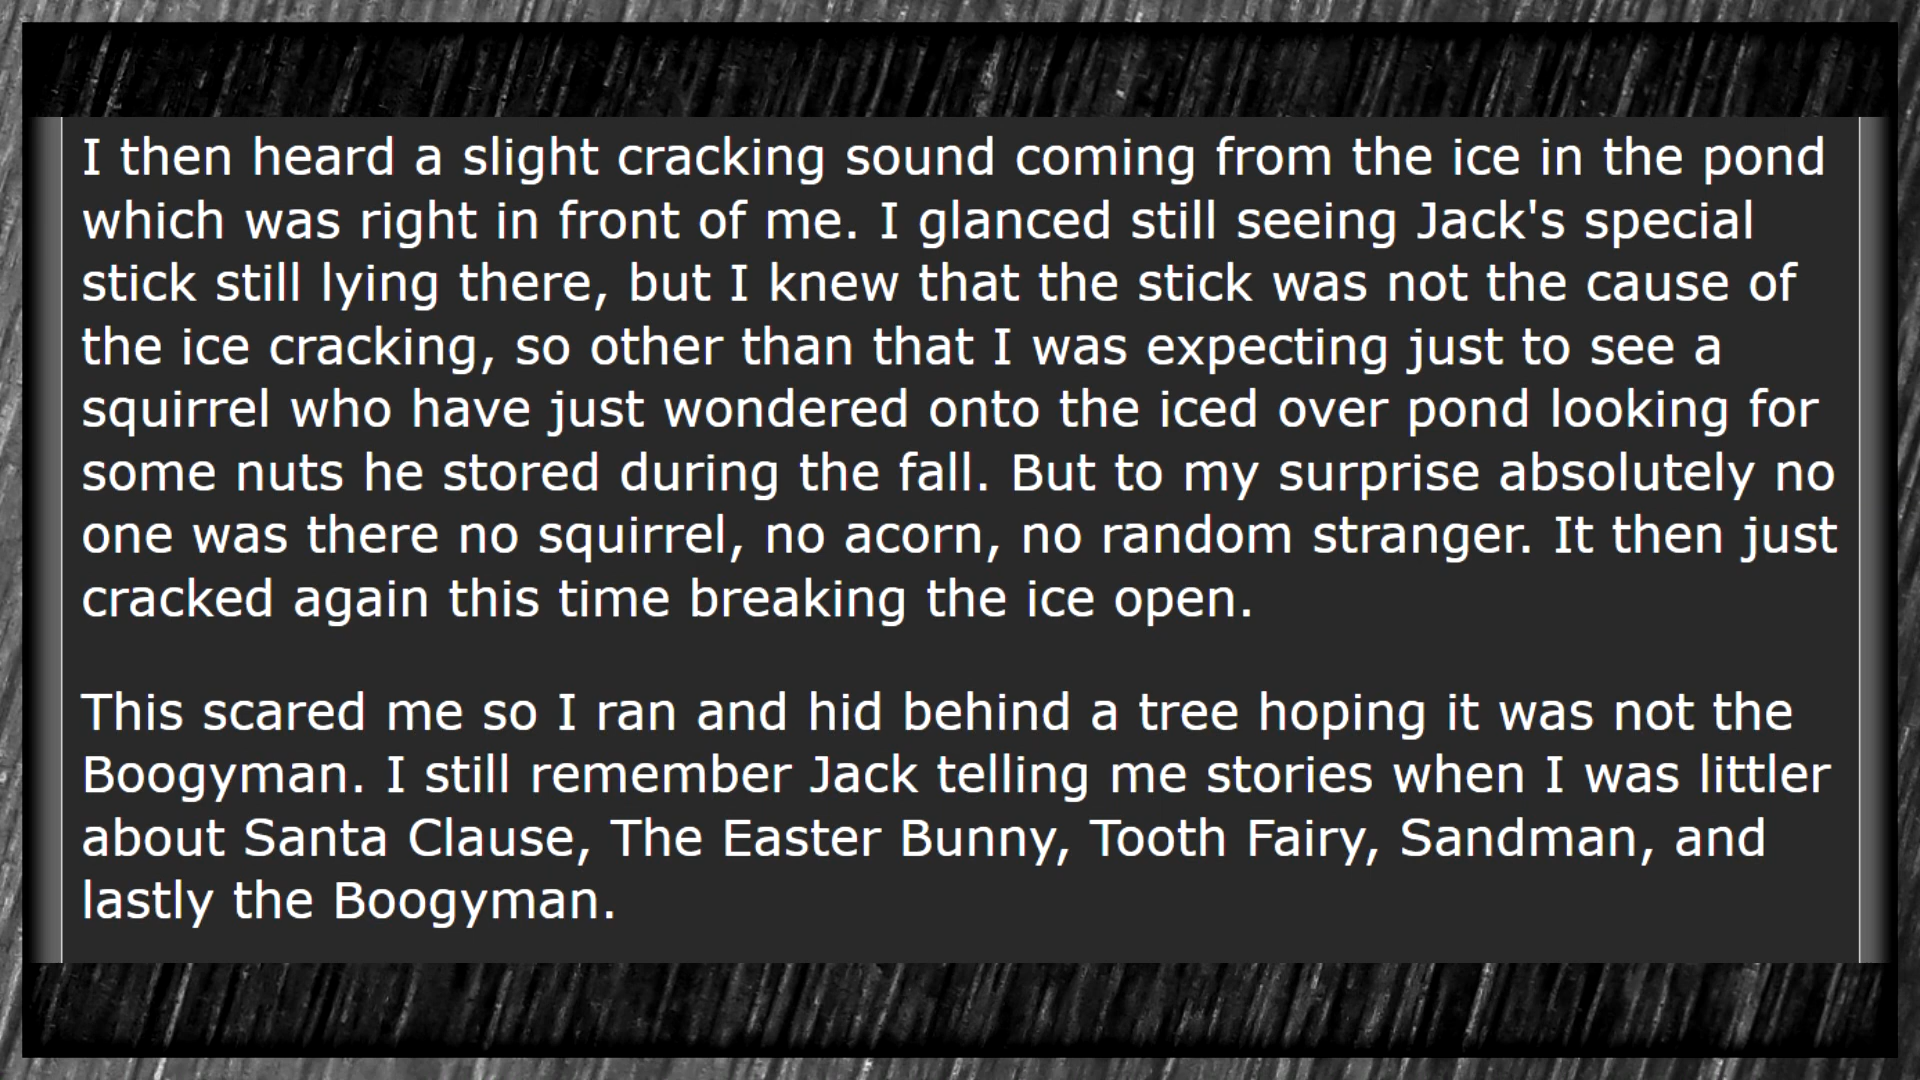 I then heard a slight cracking sound coming from the ice in the pond
which was right in front of me. I glanced still seeing Jack's special
stick still lying there, but I knew that the stick was not the cause of
the ice cracking, so other than that I was expecting just to see a
squirrel who have just wondered onto the iced over pond looking for
some nuts he stored during the fall. But to my surprise absolutely no
one was there no squirrel, no acorn, no random stranger. It then just
cracked again this time breaking the ice open.
This scared me so I ran and hid behind a tree hoping it was not the
Boogyman. I still remember Jack telling me stories when I was littler
about Santa Clause, The Easter Bunny, Tooth Fairy, Sandman, and
lastly the Boogyman.